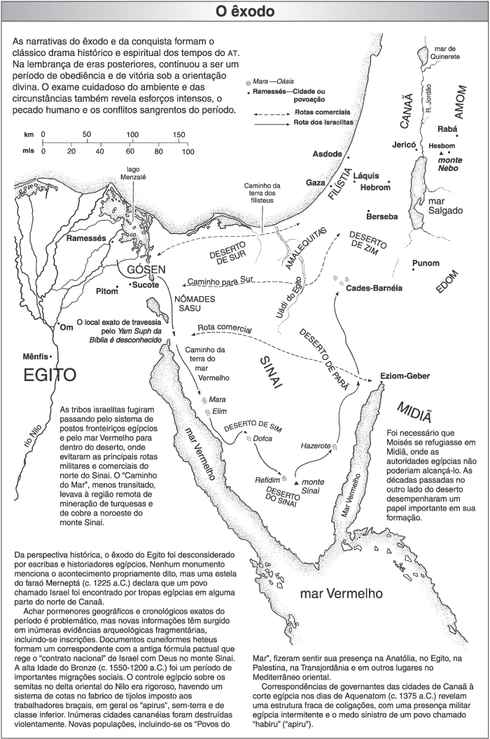 O êxodo
As narrativas do êxodo e da conquista formam o
clássico drama histórico e espiritual dos tempos do AT.
Na lembrança de eras posteriores, continuou a ser um
período de obediência e de vitória sob a orientação
divina. O exame cuidadoso do ambiente e das
circunstâncias também revela esforços intensos, o
pecado humano e os conflitos sangrentos do período.
Mara—Oásis
Ramessés—Cidade ou
povoação
Rotas comerciais
Rota dos Israelitas
km 0 50 100 150
mls 0 20 40 60 80 100
mar de
Quinerete
CANAÃ
R. Jordão
AMOM
Rabá
Jericó
Hesbom
monte
Nebo
Asdode
FILÍSTIA
Gaza
Láquis
Hebrom
mar
Salgado
Berseba
lago
Menzalé
Caminho da
terra dos
filisteus
Ramessés
DESERTO
DE SUR
AMALEQUITAS
DESERTO
DE ZIM
GÓSEN
Punom
EDOM
Pitom
Sucote
Caminho para Sur
Uádi do Egito
Cades-Barnéia
NÔMADES
SASU
Om
O local exato de travessia
pelo Yam Suph da
Bíblia é desconhecido
Rota comercial
Mênfis
EGITO
Caminho da
terra do mar
Vermelho
SINAI
DESERTO DE PARÃ
Eziom-Geber
MIDIÃ
rio Nilo
Mara
Elim
DESERTO DE SIM
Dofca
Hazerote
mar Vermelho
Refidim
monte
Sinai
DESERTO
DO SINAI
Mar Vermelho
mar Vermelho
As tribos israelitas fugiram
passando pelo sistema de
postos fronteiriços egípcios
e pelo mar Vermelho para
dentro do deserto, onde
evitaram as principais rotas
militares e comerciais do
norte do Sinai. O "Caminho
do Mar", menos transitado,
levava à região remota de
mineração de turquesas e
de cobre a noroeste do
monte Sinai.
Foi necessário que
Moisés se refugiasse em
Midiã, onde as
autoridades egípcias não
poderiam alcançá-lo. As
décadas passadas no
outro lado do deserto
desempenharam um
papel importante em sua
formação.
Da perspectiva histórica, o êxodo do Egito foi desconsiderado
por escribas e historiadores egípcios. Nenhum monumento
menciona o acontecimento propriamente dito, mas uma estela
do faraó Merneptá (c. 1225 a.C.) declara que um povo
chamado Israel foi encontrado por tropas egípcias em alguma
parte do norte de Canaã.
Achar pormenores geográficos e cronológicos exatos do
período é problemático, mas novas informações têm surgido
em inúmeras evidências arqueológicas fragmentárias,
incluindo-se inscrições. Documentos cuneiformes heteus
formam um correspondente com a antiga fórmula pactual que
rege o "contrato nacional" de Israel com Deus no monte Sinai.
A alta Idade do Bronze (c. 1550-1200 a.C.) foi um período de
importantes migrações sociais. O controle egípcio sobre os
semitas no delta oriental do Nilo era rigoroso, havendo um
sistema de cotas no fabrico de tijolos imposto aos
trabalhadores braçais, em geral os "apirus", sem-terra e de
classe inferior. Inúmeras cidades cananéias foram destruídas
violentamente. Novas populações, incluindo-se os "Povos do
Mar", fizeram sentir sua presença na Anatólia, no Egito, na
Palestina, na Transjordânia e em outros lugares no
Mediterrâneo oriental.
Correspondências de governantes das cidades de Canaã à
corte egípcia nos dias de Aquenatom (c. 1375 a.C.) revelam
uma estrutura fraca de coligações, com uma presença militar
egípcia intermitente e o medo sinistro de um povo chamado
"habiru" ("apiru").